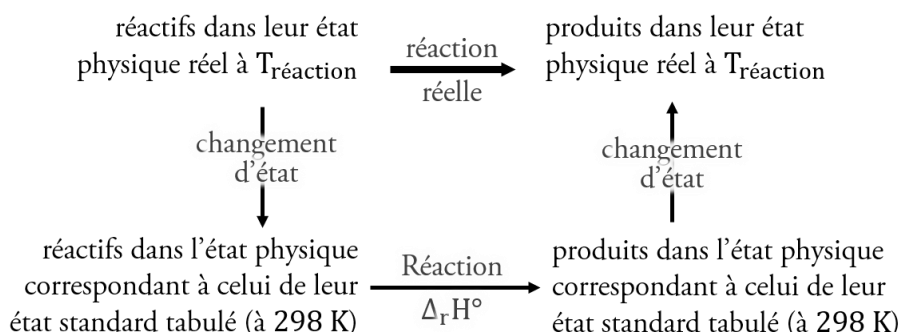 réactifs dans leur état
physique réel à Tréaction
réaction
réelle
produits dans leur état
physique réel à Tréaction
changement
d'état
changement
d'état
réactifs dans l'état physique
correspondant à celui de leur
état standard tabulé (à 298 K)
Réaction
ΔrH°
produits dans l'état physique
correspondant à celui de leur
état standard tabulé (à 298 K)